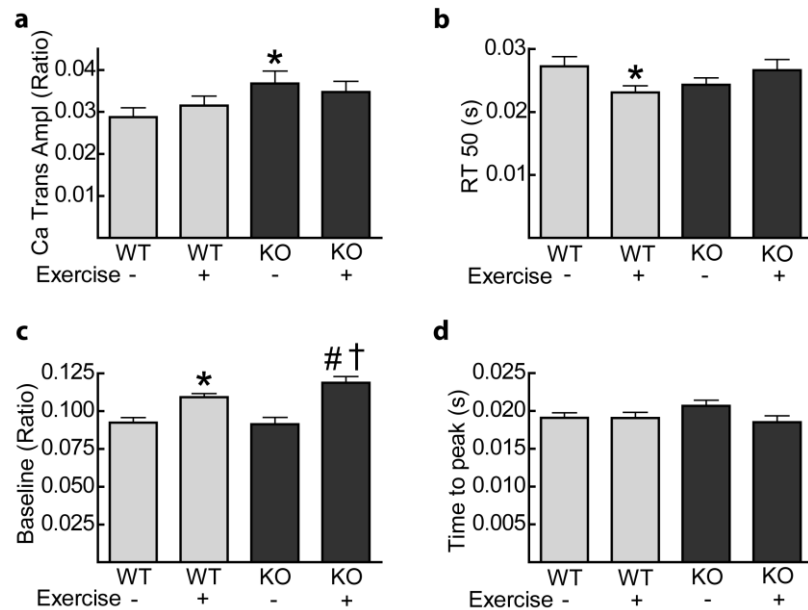 a
Ca Trans Ampl (Ratio)
0.04
0.03
0.02
0.01
*
WT WT KO KO
Exercise - + - +
b
RT 50 (s)
0.03
0.02
0.01
*
WT WT KO KO
Exercise - + - +
c
Baseline (Ratio)
0.125
0.100
0.075
0.050
0.025
*
# †
WT WT KO KO
Exercise - + - +
d
Time to peak (s)
0.025
0.020
0.015
0.010
0.005
WT WT KO KO
Exercise - + - +